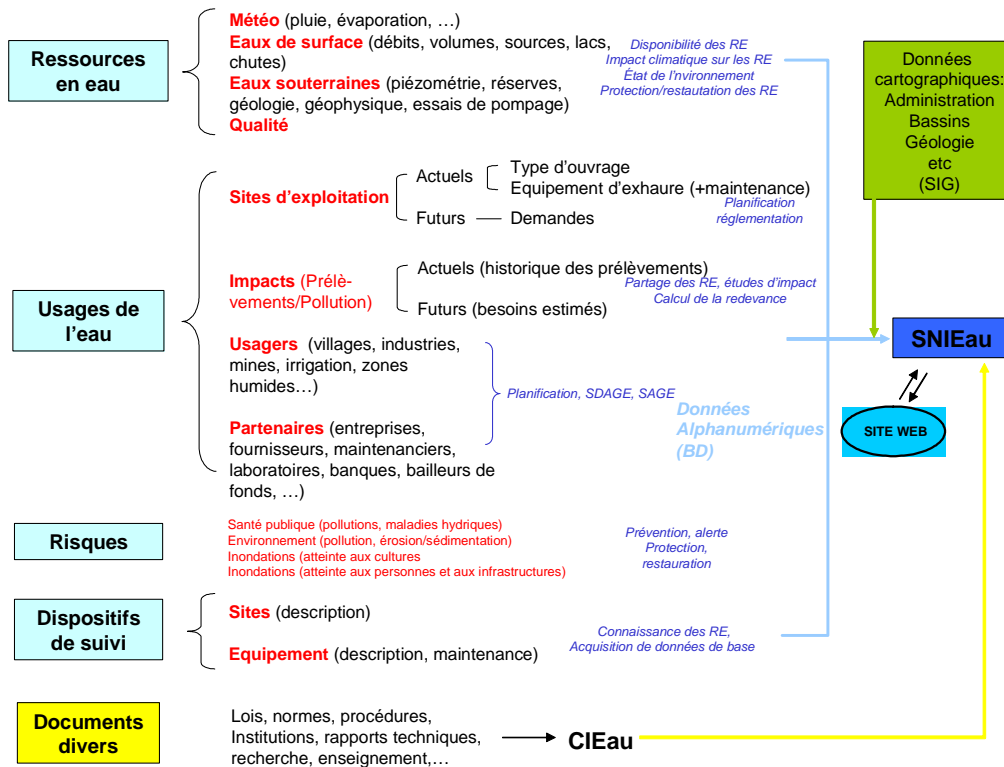 Ressources
en eau
Météo (pluie, évaporation, …)
Eaux de surface (débits, volumes, sources, lacs,
chutes)
Eaux souterraines (piézométrie, réserves,
géologie, géophysique, essais de pompage)
Qualité
Disponibilité des RE
Impact climatique sur les RE
État de l'nvironnement
Protection/restautation des RE
Données
cartographiques:
Administration
Bassins
Géologie
etc
(SIG)
Usages de
l'eau
Sites d'exploitation
Actuels
Type d'ouvrage
Equipement d'exhaure (+maintenance)
Futurs
Demandes
Planification
réglementation
Impacts (Prélè-
vements/Pollution)
Actuels (historique des prélèvements)
Futurs (besoins estimés)
Partage des RE, études d'impact
Calcul de la redevance
Usagers (villages, industries,
mines, irrigation, zones
humides…)
Partenaires (entreprises,
fournisseurs, maintenanciers,
laboratoires, banques, bailleurs de
fonds, …)
Planification, SDAGE, SAGE
Données
Alphanumériques
(BD)
SNIEau
SITE WEB
Risques
Santé publique (pollutions, maladies hydriques)
Environnement (pollution, érosion/sédimentation)
Inondations (atteinte aux cultures
Inondations (atteinte aux personnes et aux infrastructures)
Prévention, alerte
Protection,
restauration
Dispositifs
de suivi
Sites (description)
Equipement (description, maintenance)
Connaissance des RE,
Acquisition de données de base
Documents
divers
Lois, normes, procédures,
Institutions, rapports techniques,
recherche, enseignement,…
CIEau